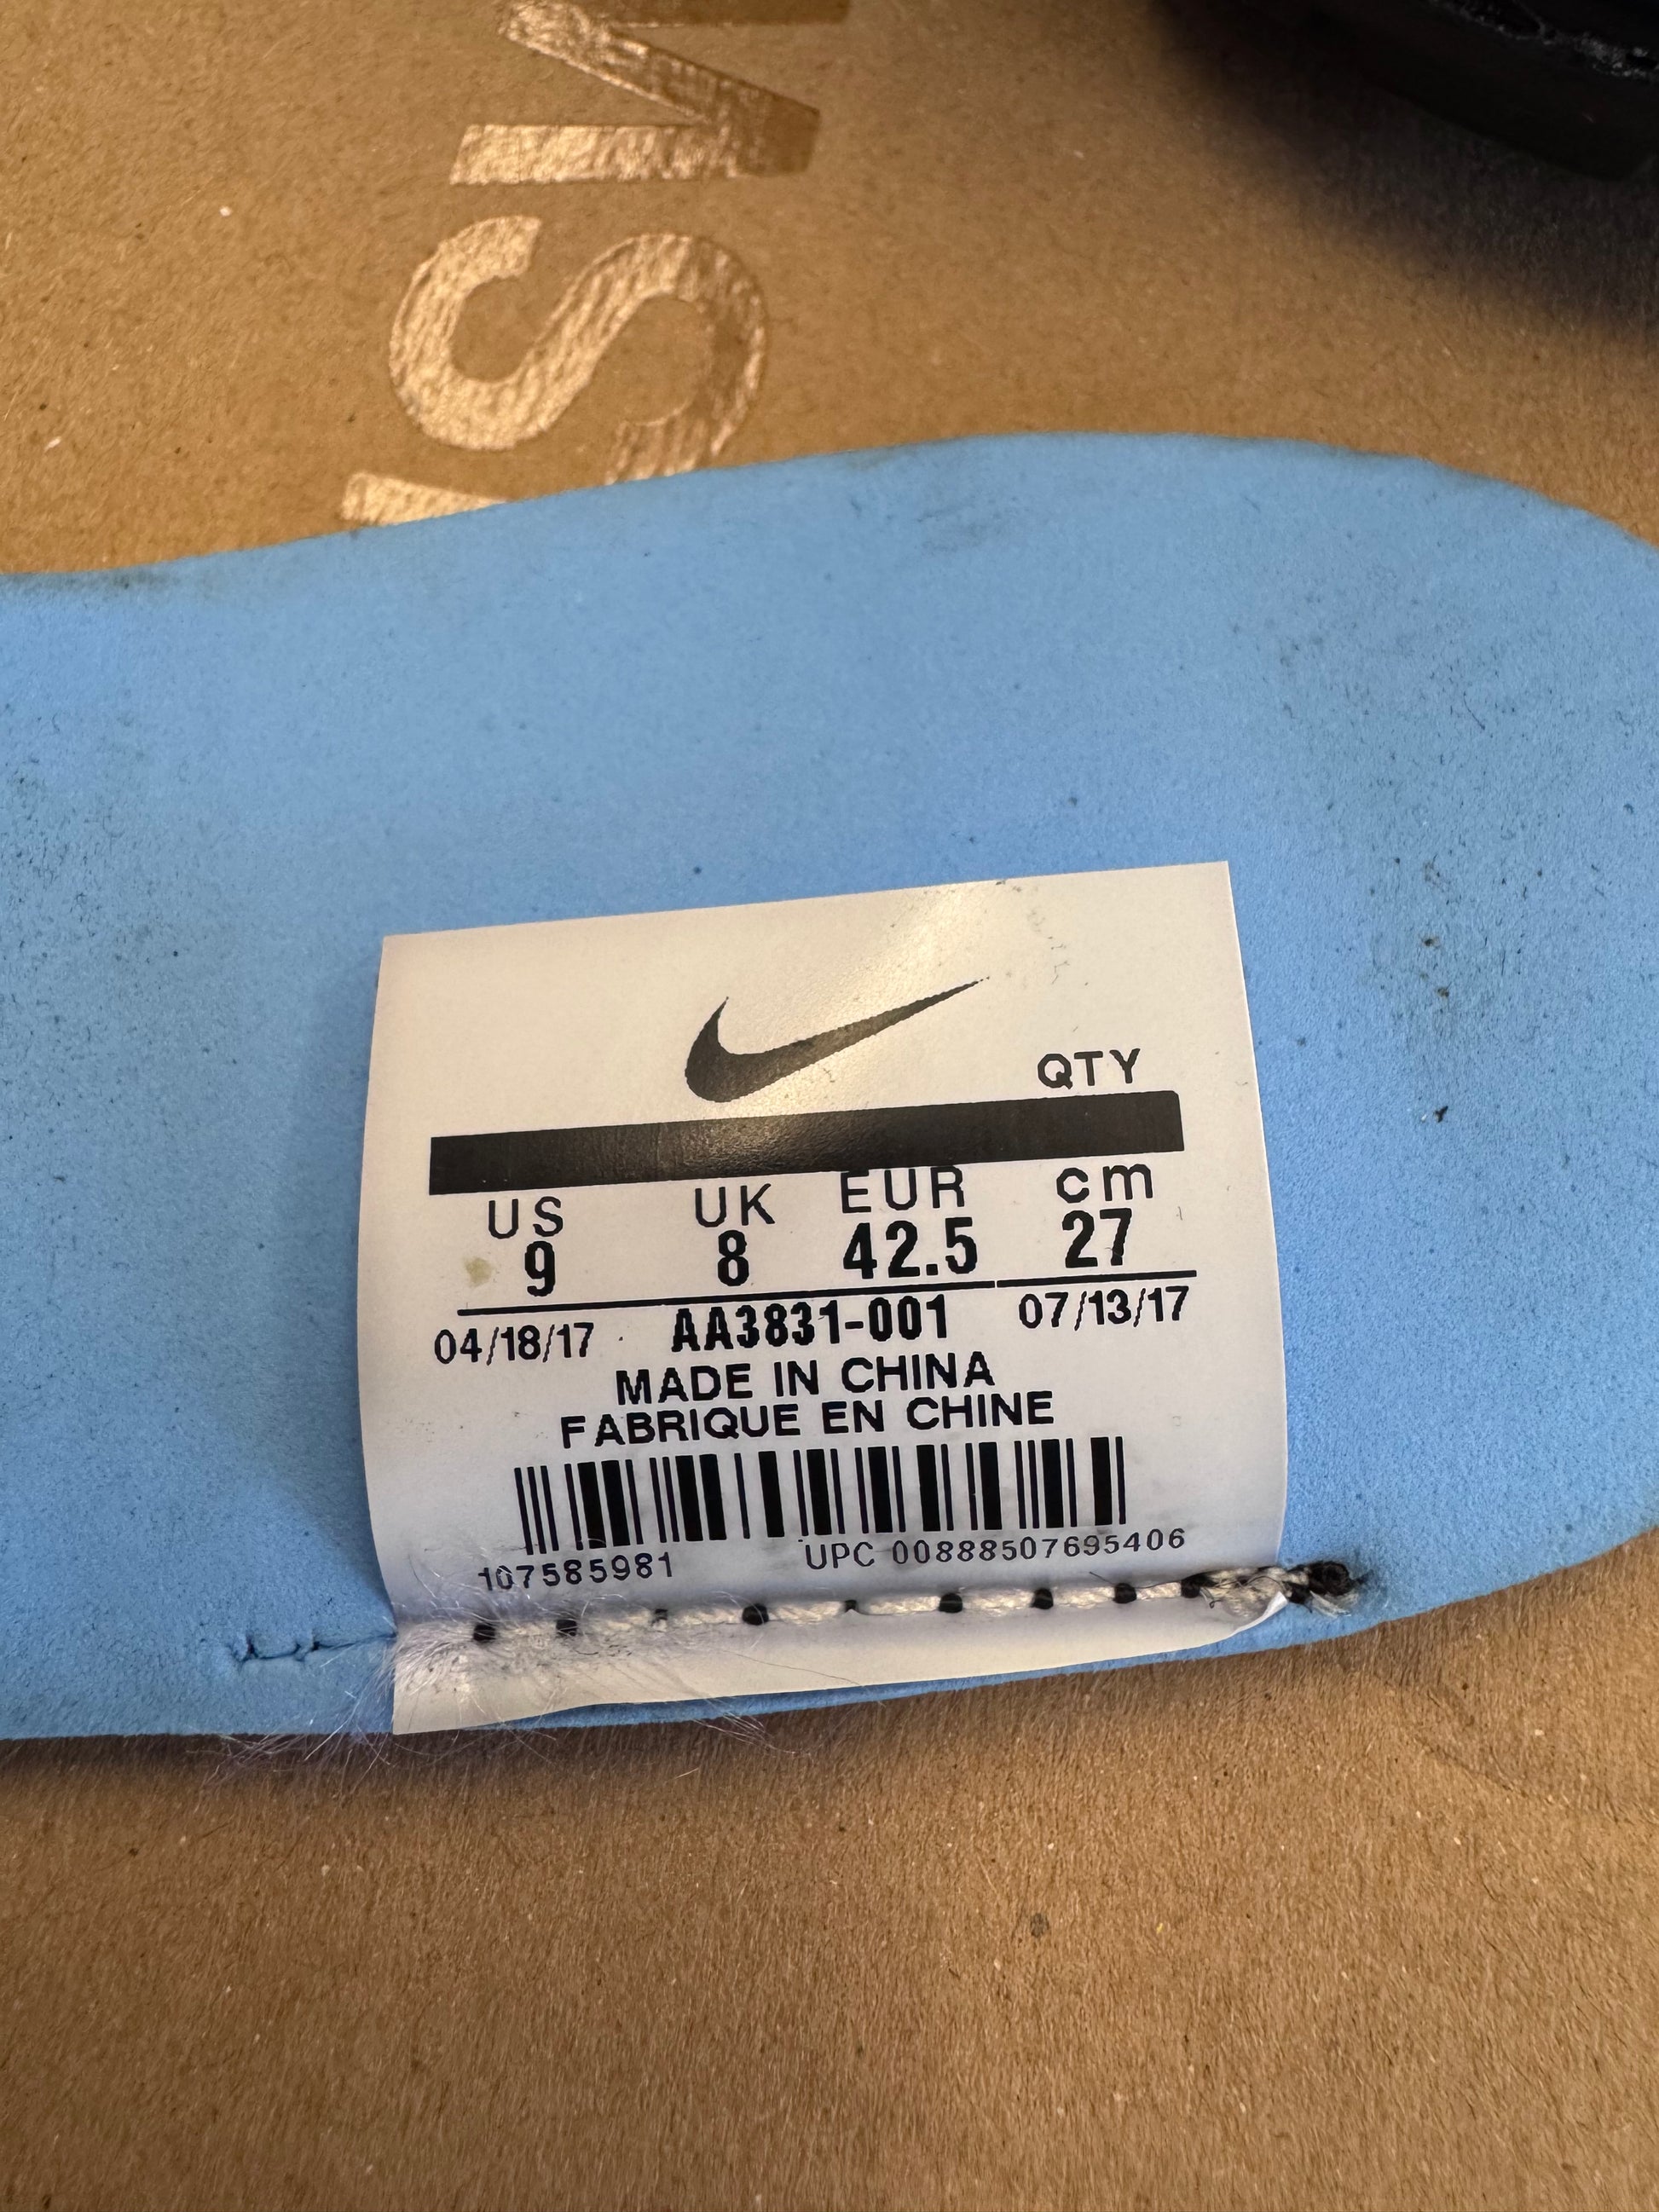 QTY
US UK EUR cm
9 8 42.5 27
04/18/17 AA3831-001 07/13/17
MADE IN CHINA
FABRIQUE EN CHINE
107585981 UPC 00888507695406